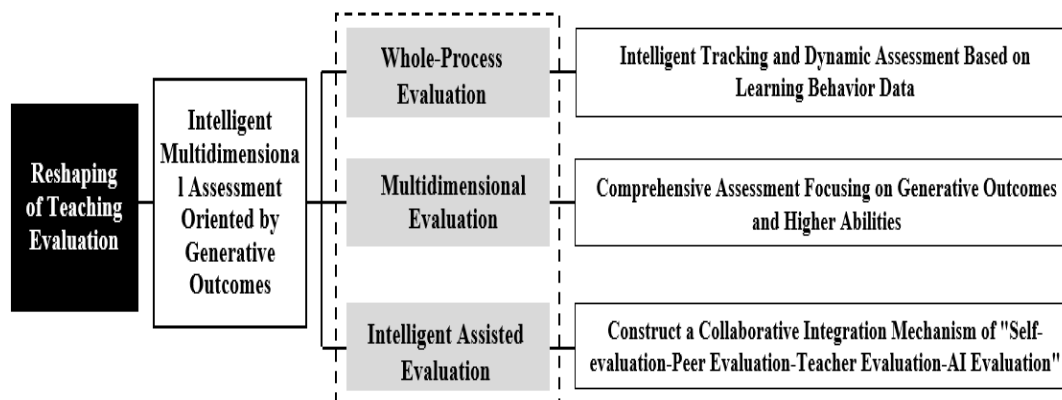 Reshaping
of Teaching
Evaluation
Intelligent
Multidimensiona
l Assessment
Oriented by
Generative
Outcomes
Whole-Process
Evaluation
Intelligent Tracking and Dynamic Assessment Based on
Learning Behavior Data
Multidimensional
Evaluation
Comprehensive Assessment Focusing on Generative Outcomes
and Higher Abilities
Intelligent Assisted
Evaluation
Construct a Collaborative Integration Mechanism of "Self-
evaluation-Peer Evaluation-Teacher Evaluation-AI Evaluation"